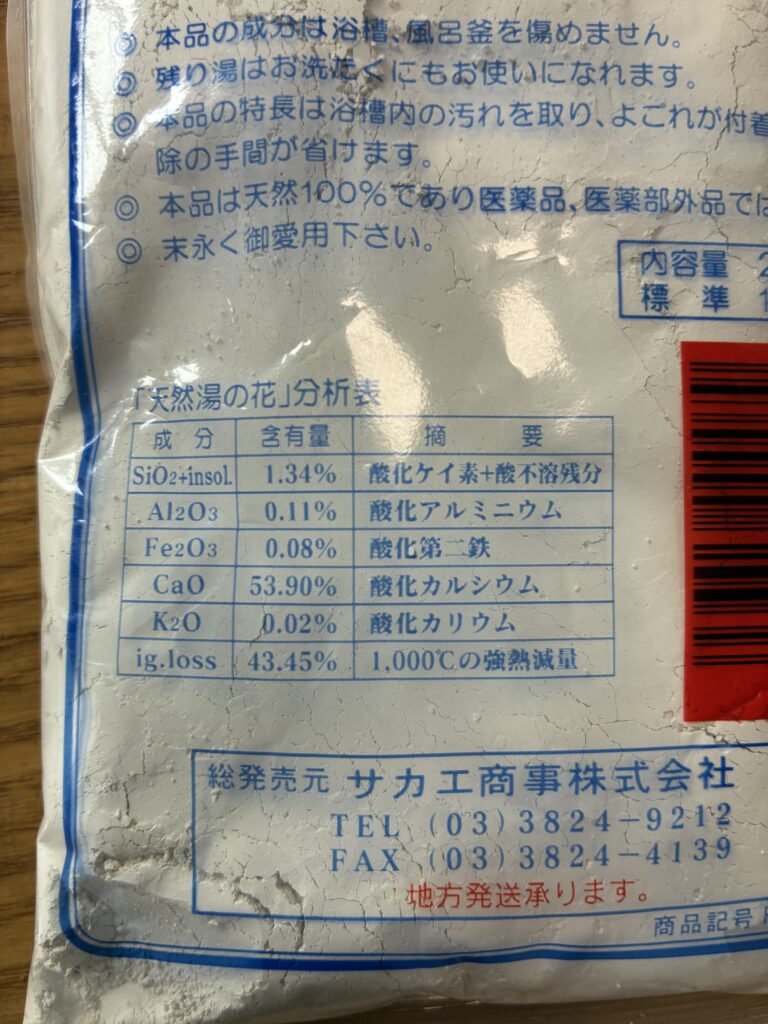 ◎ 本品の成分は浴槽、風呂釜を傷めません。
◎ 残り湯はお洗たくにもお使いになれます。
◎ 本品の特長は浴槽内の汚れを取り、よごれが付着
除の手間が省けます。
◎ 本品は天然100%であり医薬品、医薬部外品では
◎ 末永く御愛用下さい。
内容量 2
標準
「天然湯の花」分析表
成分 含有量 摘要
SiO2+insol. 1.34% 酸化ケイ素+酸不溶残分
Al2O3 0.11% 酸化アルミニウム
Fe2O3 0.08% 酸化第二鉄
CaO 53.90% 酸化カルシウム
K2O 0.02% 酸化カリウム
ig.loss 43.45% 1,000℃の強熱減量
総発売元 サカエ商事株式会社
TEL (03)3824-9212
FAX (03)3824-4139
地方発送承ります。
商品記号